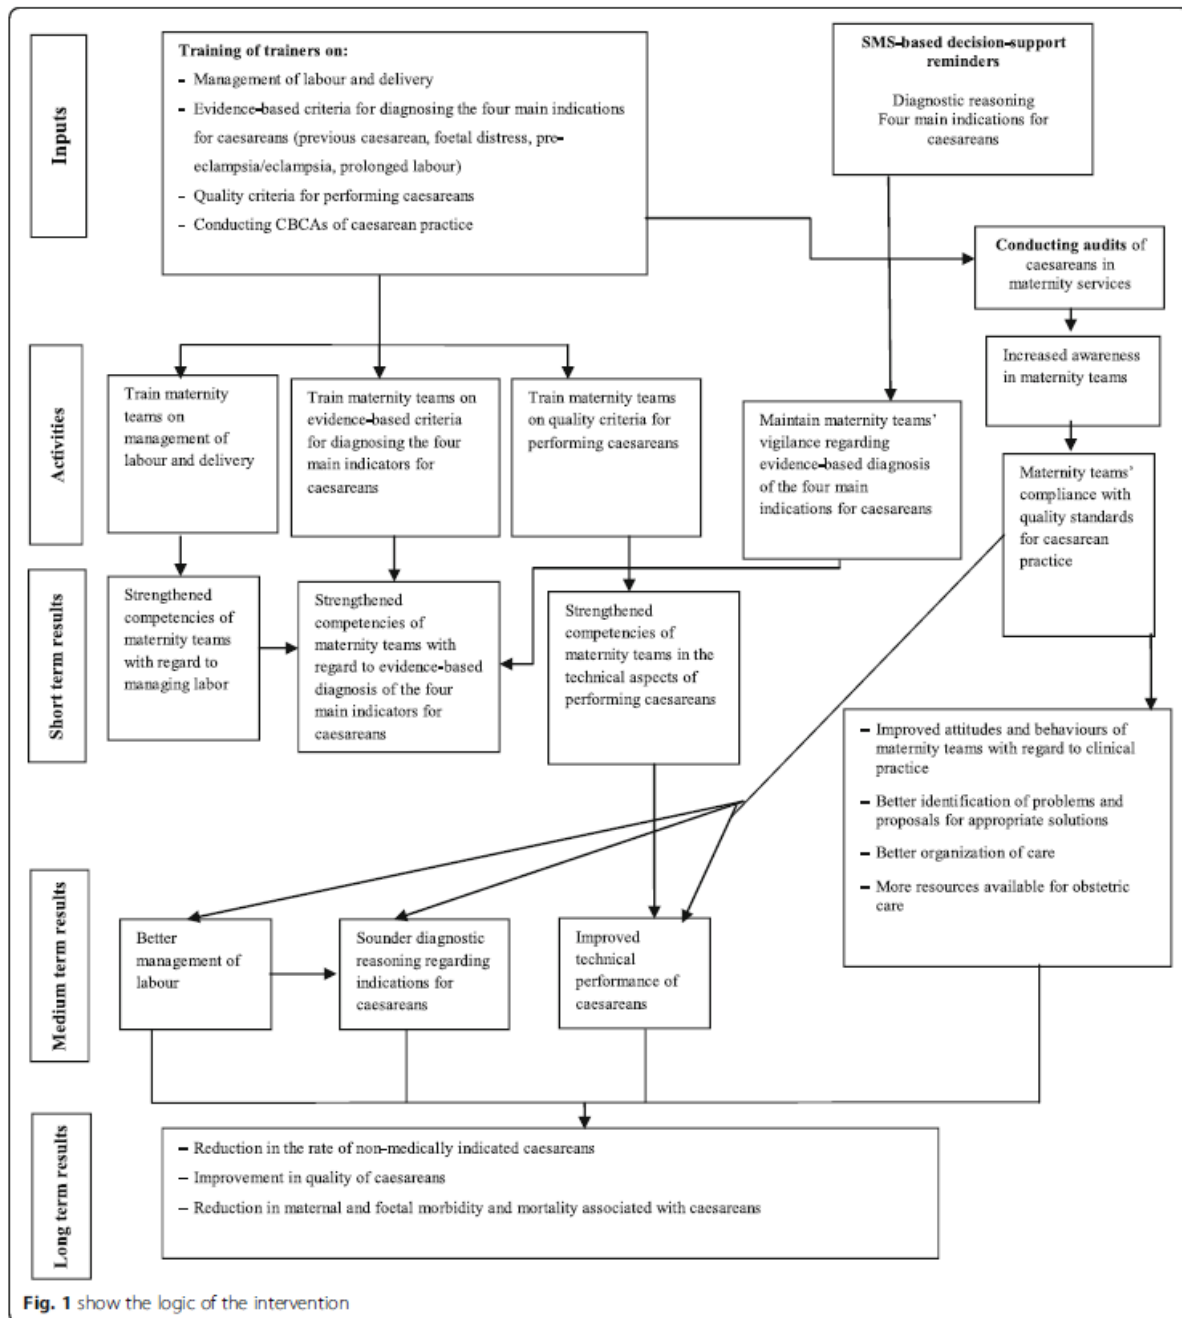 Inputs
Training of trainers on:
– Management of labour and delivery
– Evidence-based criteria for diagnosing the four main indications
for caesareans (previous caesarean, foetal distress, pre-
eclampsia/eclampsia, prolonged labour)
– Quality criteria for performing caesareans
– Conducting CBCAs of caesarean practice
SMS-based decision-support
reminders
Diagnostic reasoning
Four main indications for
caesareans
Conducting audits of
caesareans in
maternity services
Increased awareness
in maternity teams
Activities
Train maternity
teams on
management of
labour and delivery
Train maternity teams on
evidence-based criteria
for diagnosing the four
main indicators for
caesareans
Train maternity teams
on quality criteria for
performing caesareans
Maintain maternity teams’
vigilance regarding
evidence-based diagnosis
of the four main
indications for caesareans
Maternity teams’
compliance with
quality standards
for caesarean
practice
Short term results
Strengthened
competencies of
maternity teams
with regard to
managing labor
Strengthened
competencies of
maternity teams with
regard to evidence-based
diagnosis of the four
main indicators for
caesareans
Strengthened
competencies of
maternity teams in the
technical aspects of
performing caesareans
– Improved attitudes and behaviours of
maternity teams with regard to clinical
practice
– Better identification of problems and
proposals for appropriate solutions
– Better organization of care
– More resources available for obstetric
care
Medium term results
Better
management of
labour
Sounder diagnostic
reasoning regarding
indications for
caesareans
Improved
technical
performance of
caesareans
Long term results
– Reduction in the rate of non-medically indicated caesareans
– Improvement in quality of caesareans
– Reduction in maternal and foetal morbidity and mortality associated with caesareans
Fig. 1 show the logic of the intervention